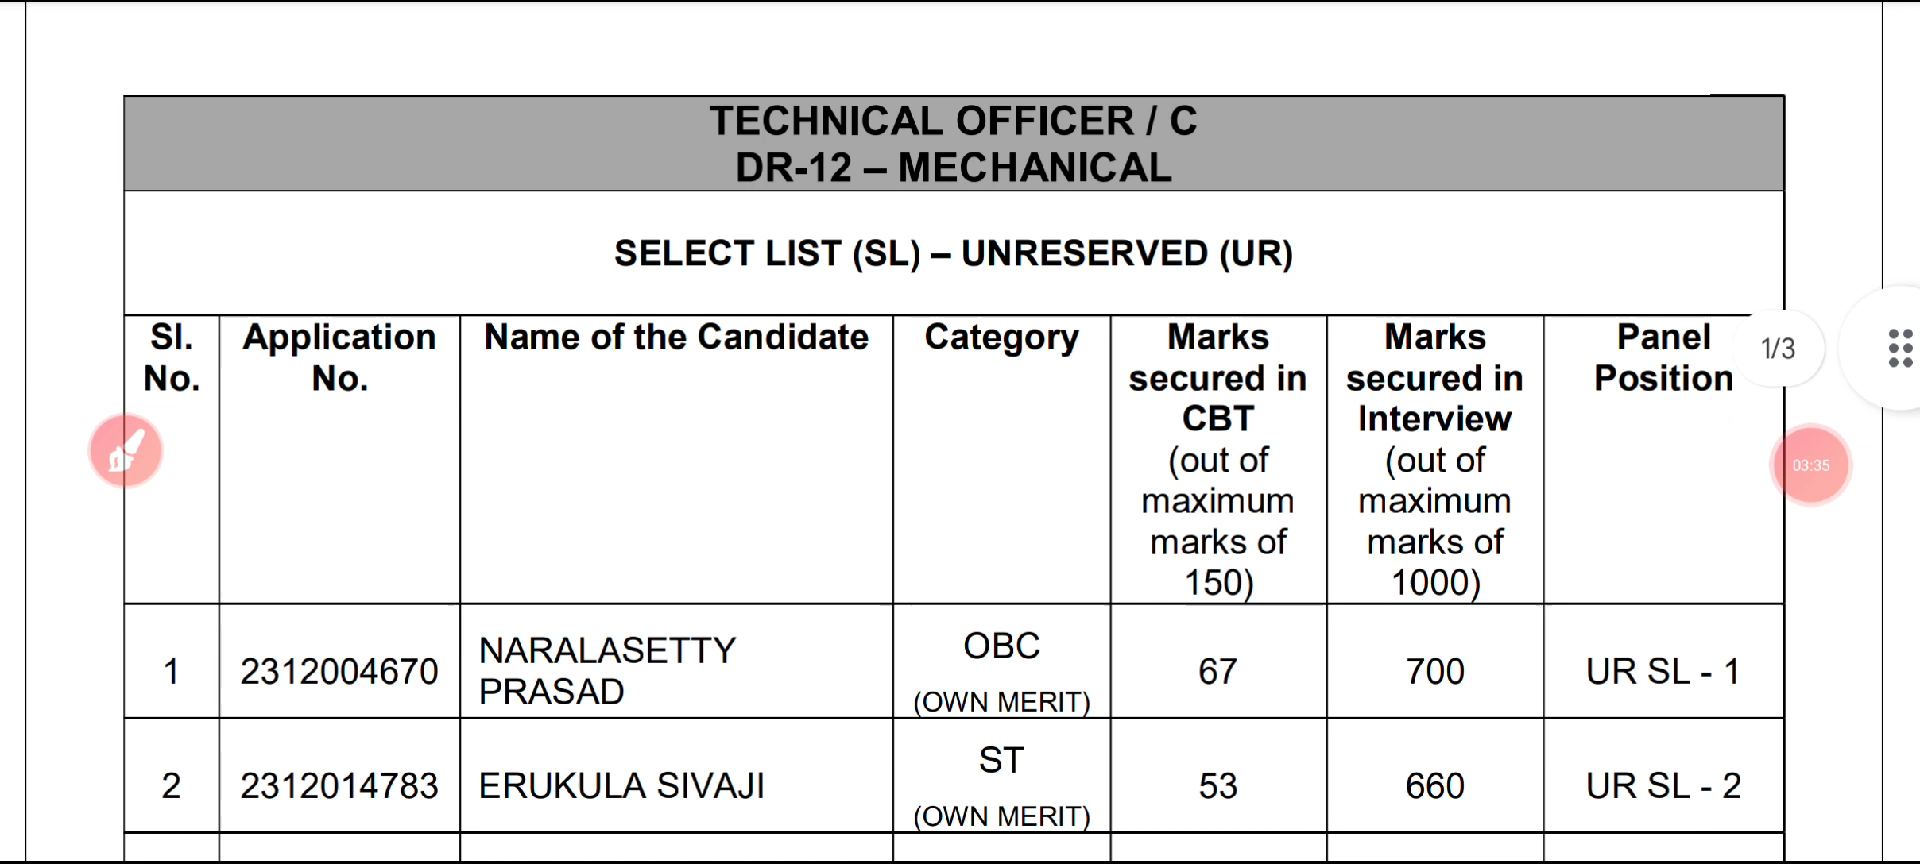 TECHNICAL OFFICER / C
DR-12 – MECHANICAL
SELECT LIST (SL) – UNRESERVED (UR)
Sl. No.
Application No.
Name of the Candidate
Category
Marks secured in CBT (out of maximum marks of 150)
Marks secured in Interview (out of maximum marks of 1000)
Panel Position
1/3
03:35
1 2312004670 NARALASETTY PRASAD OBC (OWN MERIT) 67 700 UR SL - 1
2 2312014783 ERUKULA SIVAJI ST (OWN MERIT) 53 660 UR SL - 2